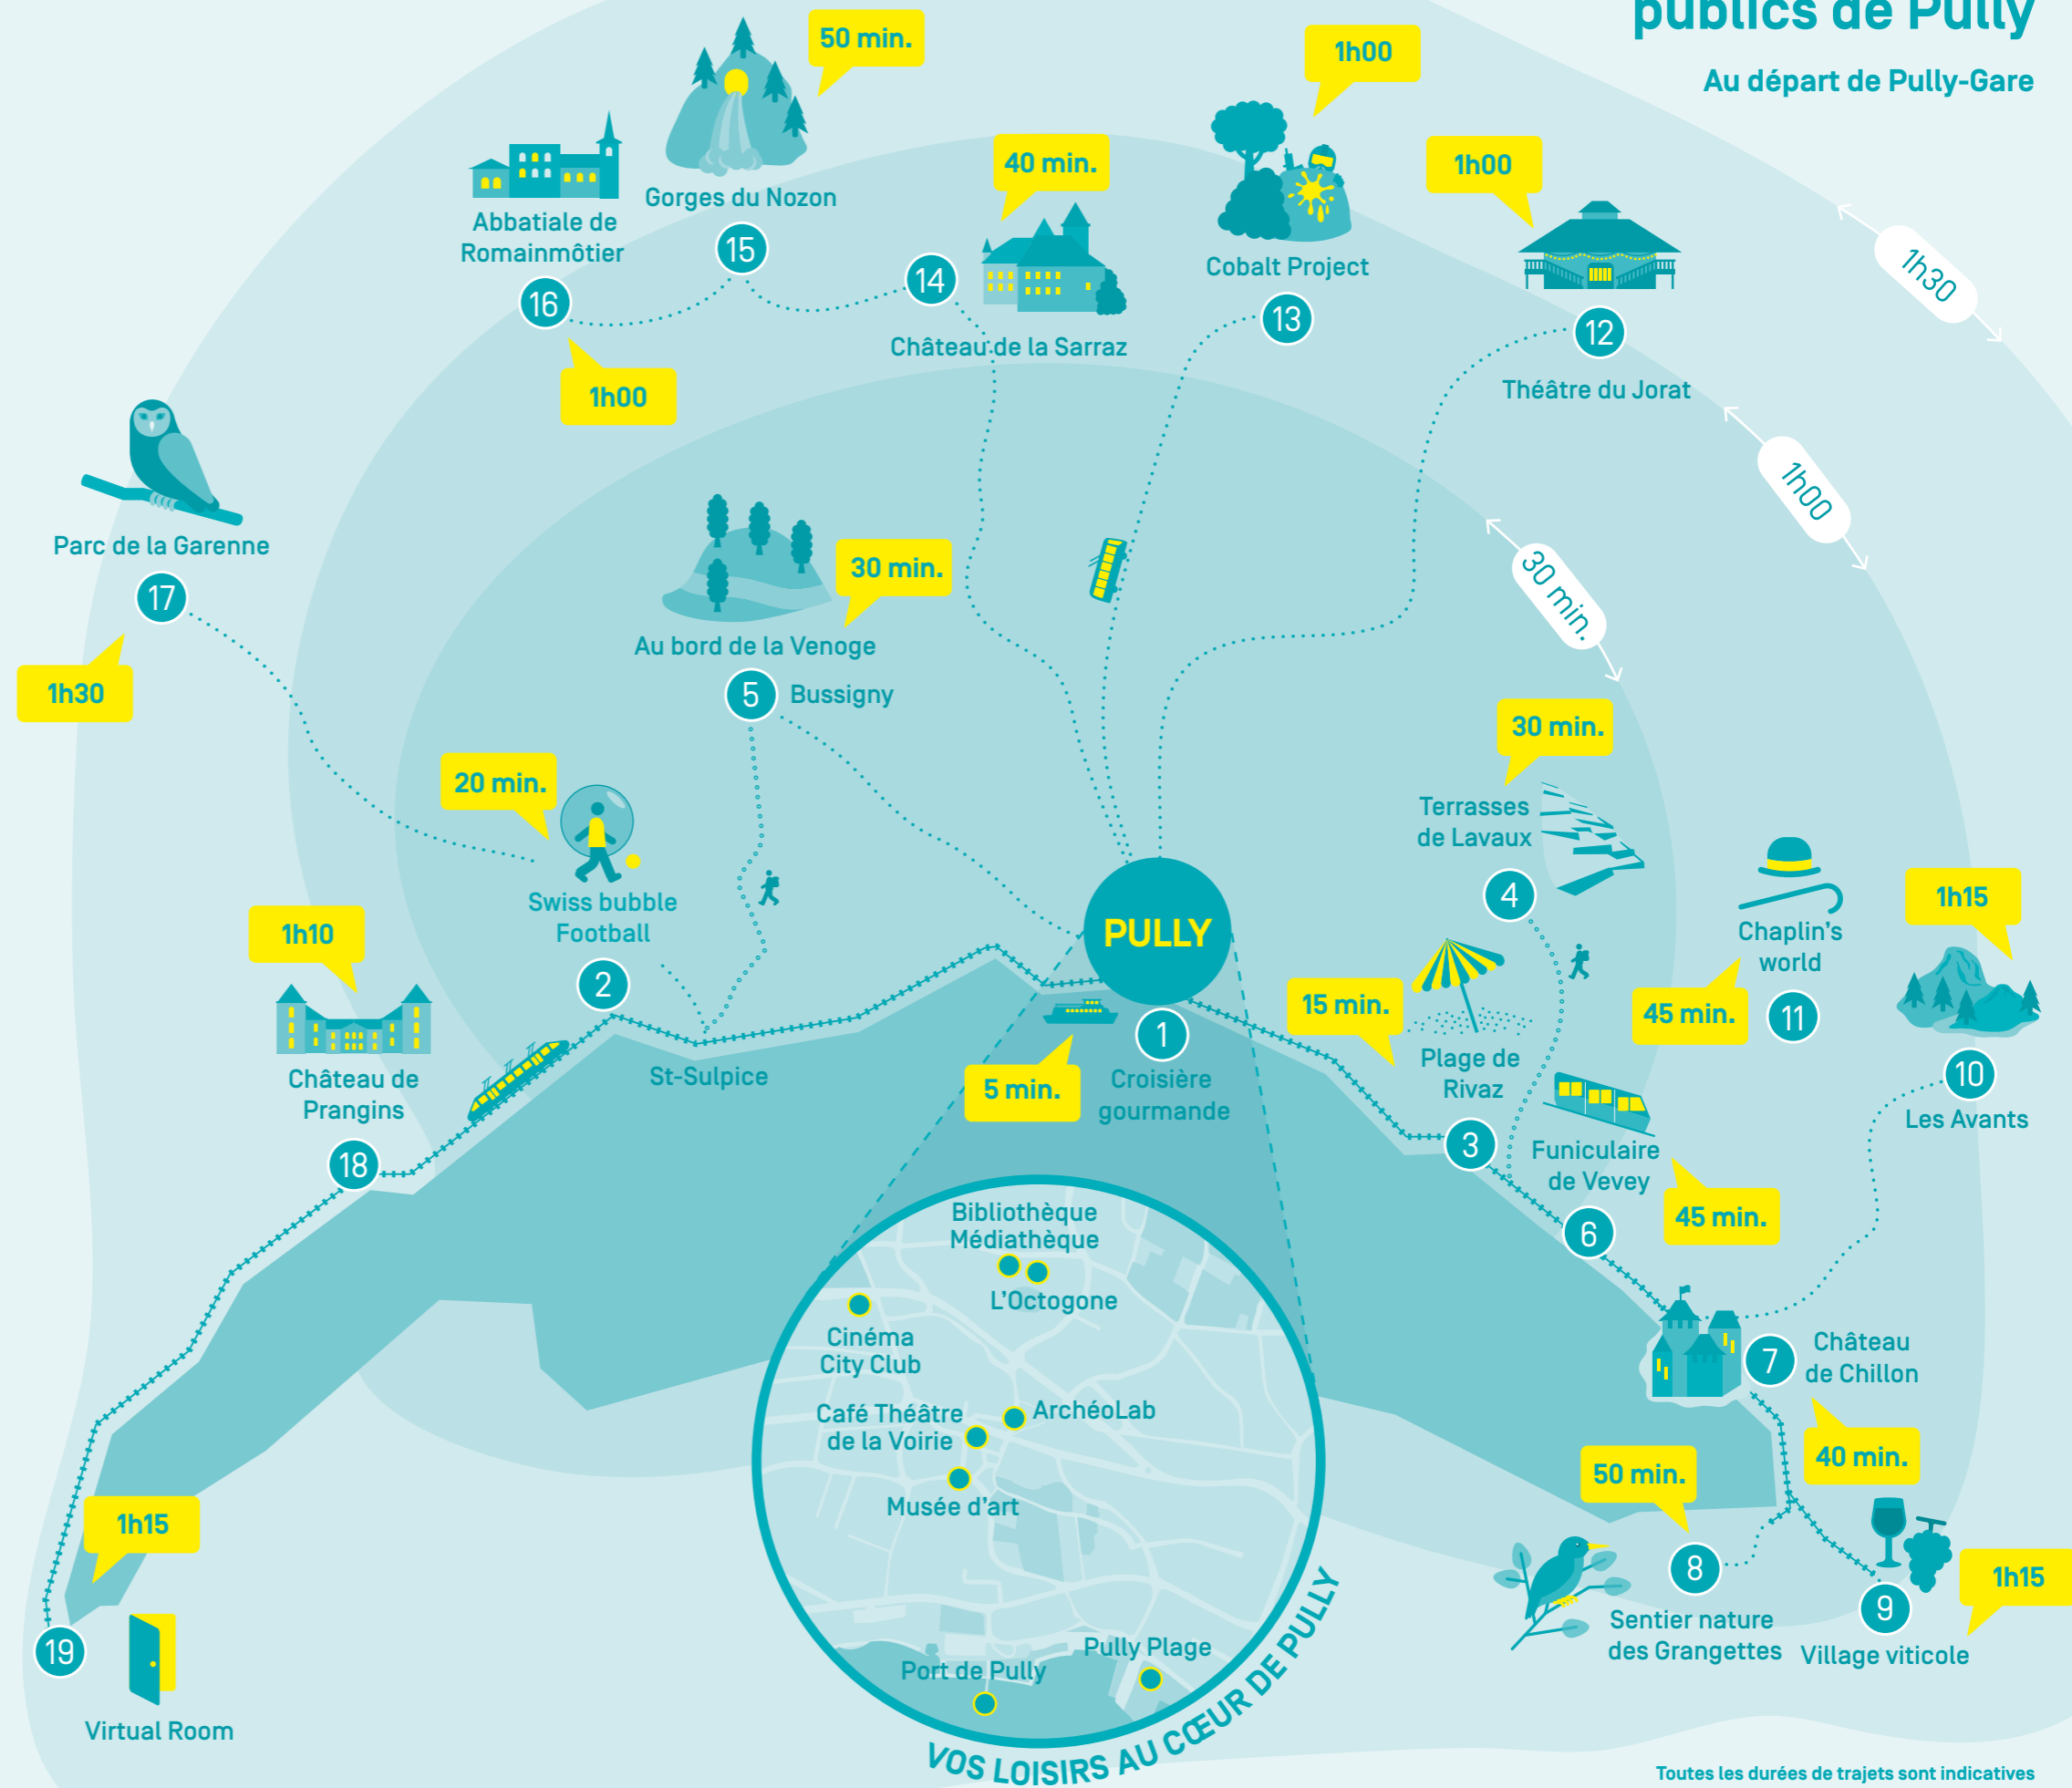 publics de Pully
Au départ de Pully-Gare
50 min.
1h00
40 min.
1h00
Gorges du Nozon
15
Abbatiale de
Romainmôtier
16
1h00
14
Château de la Sarraz
Cobalt Project
13
12
Théâtre du Jorat
1h30
1h00
30 min.
Parc de la Garenne
17
1h30
30 min.
Au bord de la Venoge
5
Bussigny
20 min.
Swiss bubble
Football
2
1h10
Château de
Prangins
18
St-Sulpice
PULLY
1
5 min.
Croisière
gourmande
30 min.
Terrasses
de Lavaux
4
15 min.
Plage de
Rivaz
3
Chaplin's
world
45 min.
11
1h15
10
Les Avants
Funiculaire
de Vevey
45 min.
6
7
Château
de Chillon
40 min.
50 min.
8
Sentier nature
des Grangettes
9
1h15
Village viticole
1h15
19
Virtual Room
Bibliothèque
Médiathèque
L'Octogone
Cinéma
City Club
Café Théâtre
de la Voirie
ArchéoLab
Musée d'art
Pully Plage
Port de Pully
VOS LOISIRS AU CŒUR DE PULLY
Toutes les durées de trajets sont indicatives